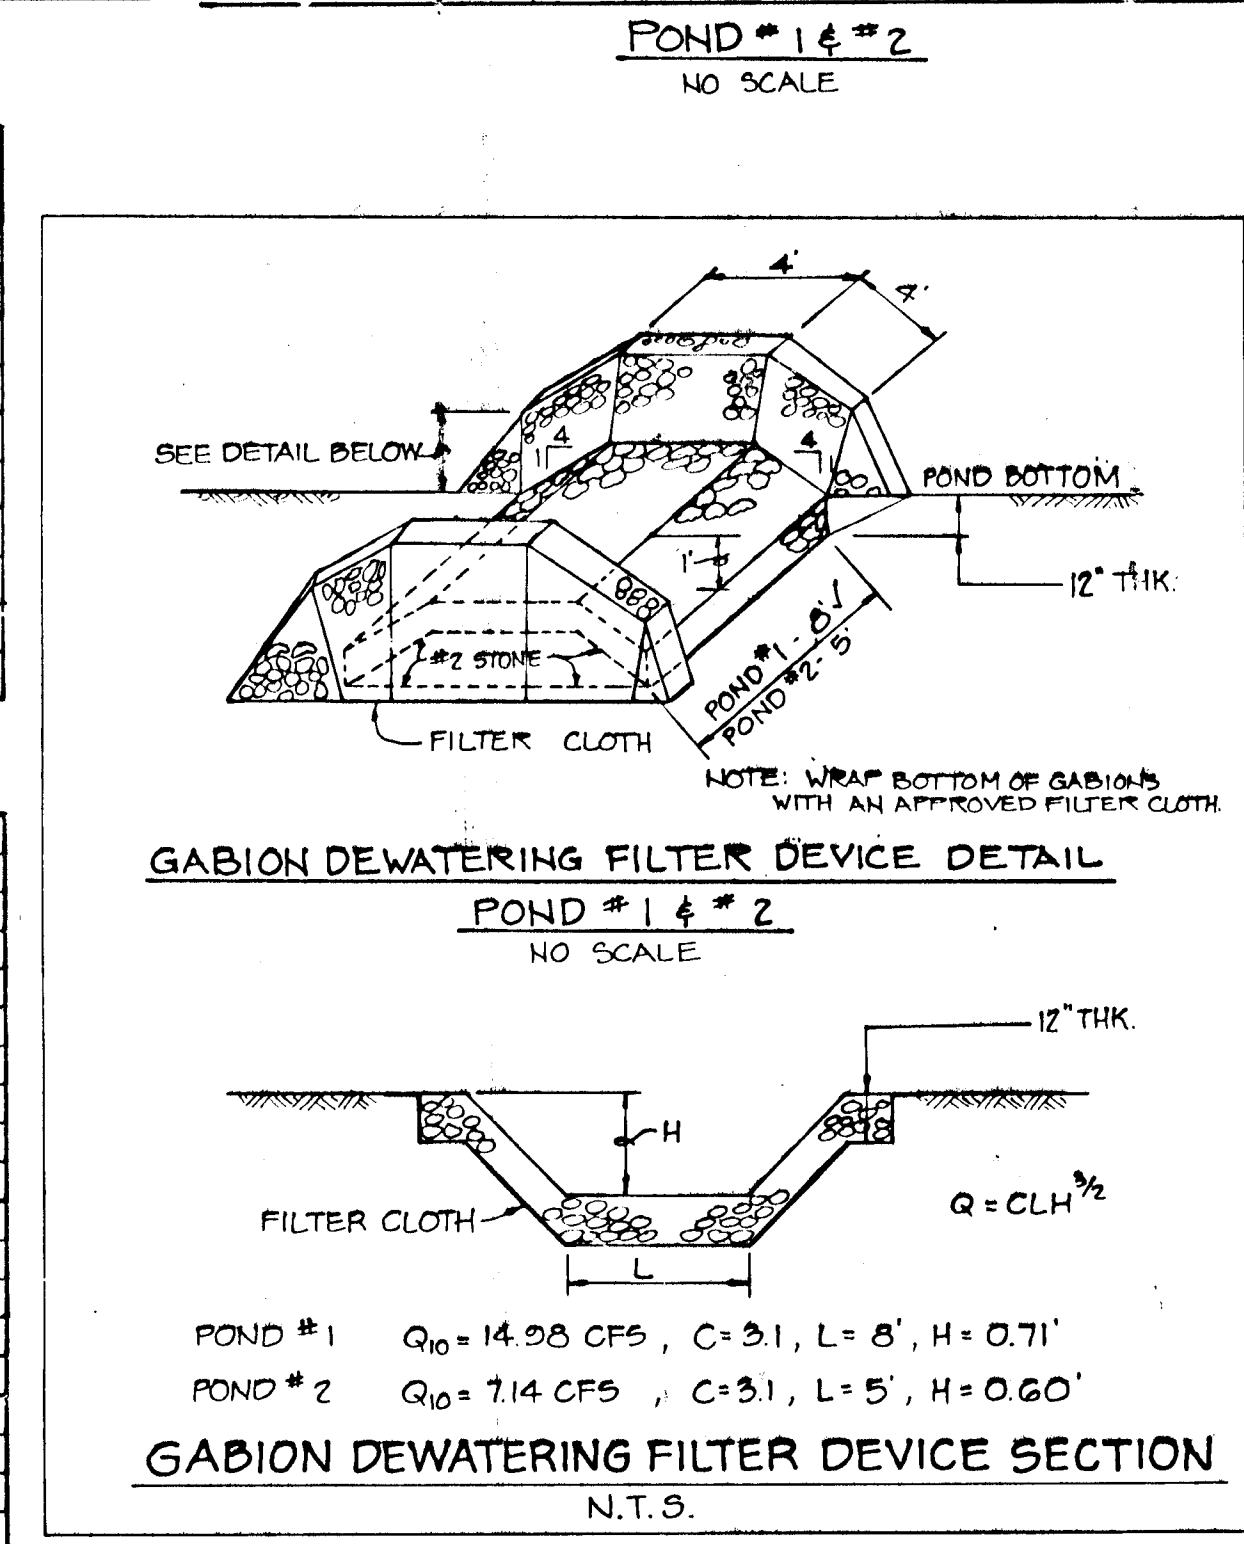 POND # 1 & # 2
NO SCALE
4'
4'
SEE DETAIL BELOW
4
1
4
1
POND BOTTOM
1'
12" THK.
#2 STONE
POND #1 - 8'
POND #2 - 5'
FILTER CLOTH
NOTE: WRAP BOTTOM OF GABIONS
WITH AN APPROVED FILTER CLOTH.
GABION DEWATERING FILTER DEVICE DETAIL
POND # 1 & # 2
NO SCALE
12" THK.
H
Q = CLH 3/2
FILTER CLOTH
L
POND # 1 Q10 = 14.98 CFS , C= 3.1 , L= 8' , H = 0.71'
POND # 2 Q10 = 7.14 CFS , C=3.1 , L= 5' , H = 0.60'
GABION DEWATERING FILTER DEVICE SECTION
N.T.S.